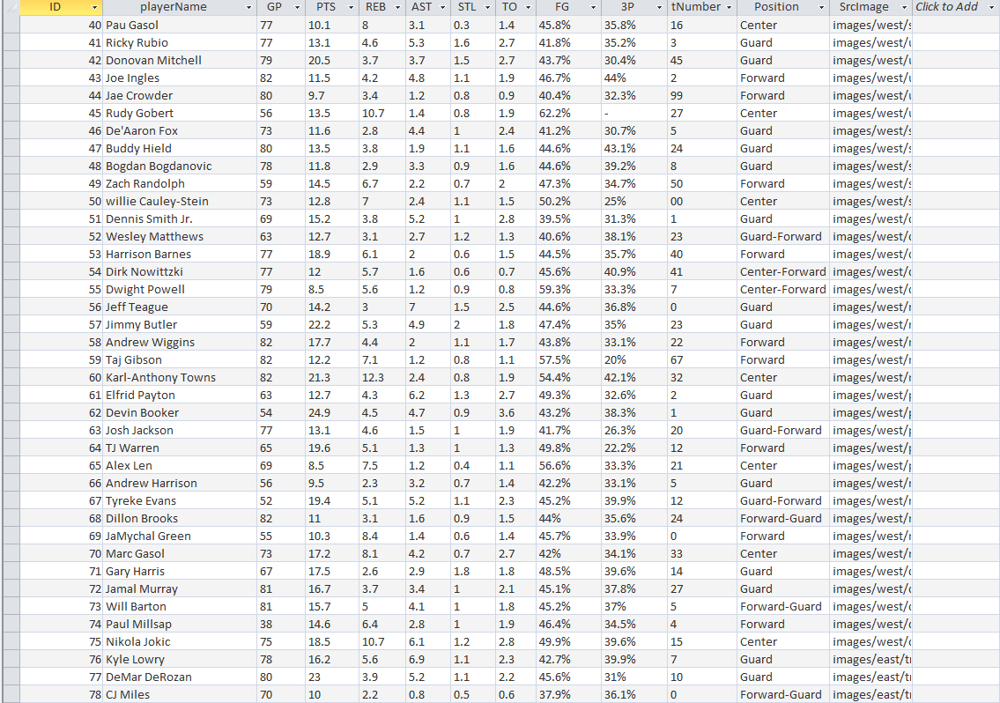 ID playerName GP PTS REB AST STL TO FG 3P tNumber Position SrcImage Click to Add
40 Pau Gasol 77 10.1 8 3.1 0.3 1.4 45.8% 35.8% 16 Center images/west/s
41 Ricky Rubio 77 13.1 4.6 5.3 1.6 2.7 41.8% 35.2% 3 Guard images/west/u
42 Donovan Mitchell 79 20.5 3.7 3.7 1.5 2.7 43.7% 30.4% 45 Guard images/west/u
43 Joe Ingles 82 11.5 4.2 4.8 1.1 1.9 46.7% 44% 2 Forward images/west/u
44 Jae Crowder 80 9.7 3.4 1.2 0.8 0.9 40.4% 32.3% 99 Forward images/west/u
45 Rudy Gobert 56 13.5 10.7 1.4 0.8 1.9 62.2% - 27 Center images/west/u
46 De'Aaron Fox 73 11.6 2.8 4.4 1 2.4 41.2% 30.7% 5 Guard images/west/s
47 Buddy Hield 80 13.5 3.8 1.9 1.1 1.6 44.6% 43.1% 24 Guard images/west/s
48 Bogdan Bogdanovic 78 11.8 2.9 3.3 0.9 1.6 44.6% 39.2% 8 Guard images/west/s
49 Zach Randolph 59 14.5 6.7 2.2 0.7 2 47.3% 34.7% 50 Forward images/west/s
50 willie Cauley-Stein 73 12.8 7 2.4 1.1 1.5 50.2% 25% 00 Center images/west/s
51 Dennis Smith Jr. 69 15.2 3.8 5.2 1 2.8 39.5% 31.3% 1 Guard images/west/c
52 Wesley Matthews 63 12.7 3.1 2.7 1.2 1.3 40.6% 38.1% 23 Guard-Forward images/west/c
53 Harrison Barnes 77 18.9 6.1 2 0.6 1.5 44.5% 35.7% 40 Forward images/west/c
54 Dirk Nowittzki 77 12 5.7 1.6 0.6 0.7 45.6% 40.9% 41 Center-Forward images/west/c
55 Dwight Powell 79 8.5 5.6 1.2 0.9 0.8 59.3% 33.3% 7 Center-Forward images/west/c
56 Jeff Teague 70 14.2 3 7 1.5 2.5 44.6% 36.8% 0 Guard images/west/r
57 Jimmy Butler 59 22.2 5.3 4.9 2 1.8 47.4% 35% 23 Guard images/west/r
58 Andrew Wiggins 82 17.7 4.4 2 1.1 1.7 43.8% 33.1% 22 Forward images/west/r
59 Taj Gibson 82 12.2 7.1 1.2 0.8 1.1 57.5% 20% 67 Forward images/west/r
60 Karl-Anthony Towns 82 21.3 12.3 2.4 0.8 1.9 54.4% 42.1% 32 Center images/west/r
61 Elfrid Payton 63 12.7 4.3 6.2 1.3 2.7 49.3% 32.6% 2 Guard images/west/p
62 Devin Booker 54 24.9 4.5 4.7 0.9 3.6 43.2% 38.3% 1 Guard images/west/p
63 Josh Jackson 77 13.1 4.6 1.5 1 1.9 41.7% 26.3% 20 Guard-Forward images/west/p
64 TJ Warren 65 19.6 5.1 1.3 1 1.3 49.8% 22.2% 12 Forward images/west/p
65 Alex Len 69 8.5 7.5 1.2 0.4 1.1 56.6% 33.3% 21 Center images/west/p
66 Andrew Harrison 56 9.5 2.3 3.2 0.7 1.4 42.2% 33.1% 5 Guard images/west/r
67 Tyreke Evans 52 19.4 5.1 5.2 1.1 2.3 45.2% 39.9% 12 Guard-Forward images/west/r
68 Dillon Brooks 82 11 3.1 1.6 0.9 1.5 44% 35.6% 24 Forward-Guard images/west/r
69 JaMychal Green 55 10.3 8.4 1.4 0.6 1.4 45.7% 33.9% 0 Forward images/west/r
70 Marc Gasol 73 17.2 8.1 4.2 0.7 2.7 42% 34.1% 33 Center images/west/r
71 Gary Harris 67 17.5 2.6 2.9 1.8 1.8 48.5% 39.6% 14 Guard images/west/c
72 Jamal Murray 81 16.7 3.7 3.4 1 2.1 45.1% 37.8% 27 Guard images/west/c
73 Will Barton 81 15.7 5 4.1 1 1.8 45.2% 37% 5 Forward-Guard images/west/c
74 Paul Millsap 38 14.6 6.4 2.8 1 1.9 46.4% 34.5% 4 Forward images/west/c
75 Nikola Jokic 75 18.5 10.7 6.1 1.2 2.8 49.9% 39.6% 15 Center images/west/c
76 Kyle Lowry 78 16.2 5.6 6.9 1.1 2.3 42.7% 39.9% 7 Guard images/east/tr
77 DeMar DeRozan 80 23 3.9 5.2 1.1 2.2 45.6% 31% 10 Guard images/east/tr
78 CJ Miles 70 10 2.2 0.8 0.5 0.6 37.9% 36.1% 0 Forward-Guard images/east/tr